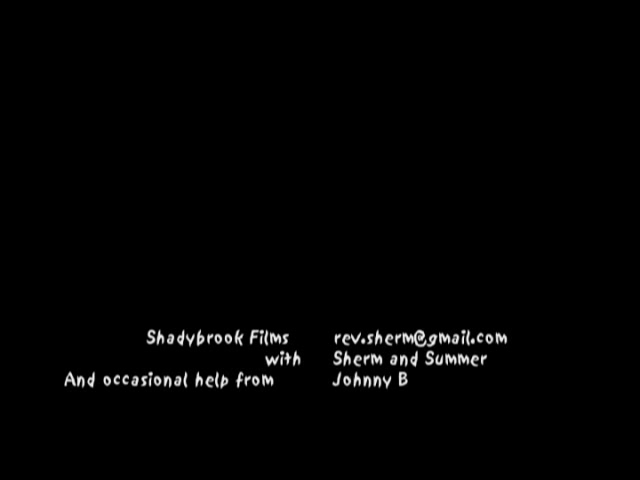 Shadybrook Films rev.sherm@gmail.com
with Sherm and Summer
And occasional help from Johnny B